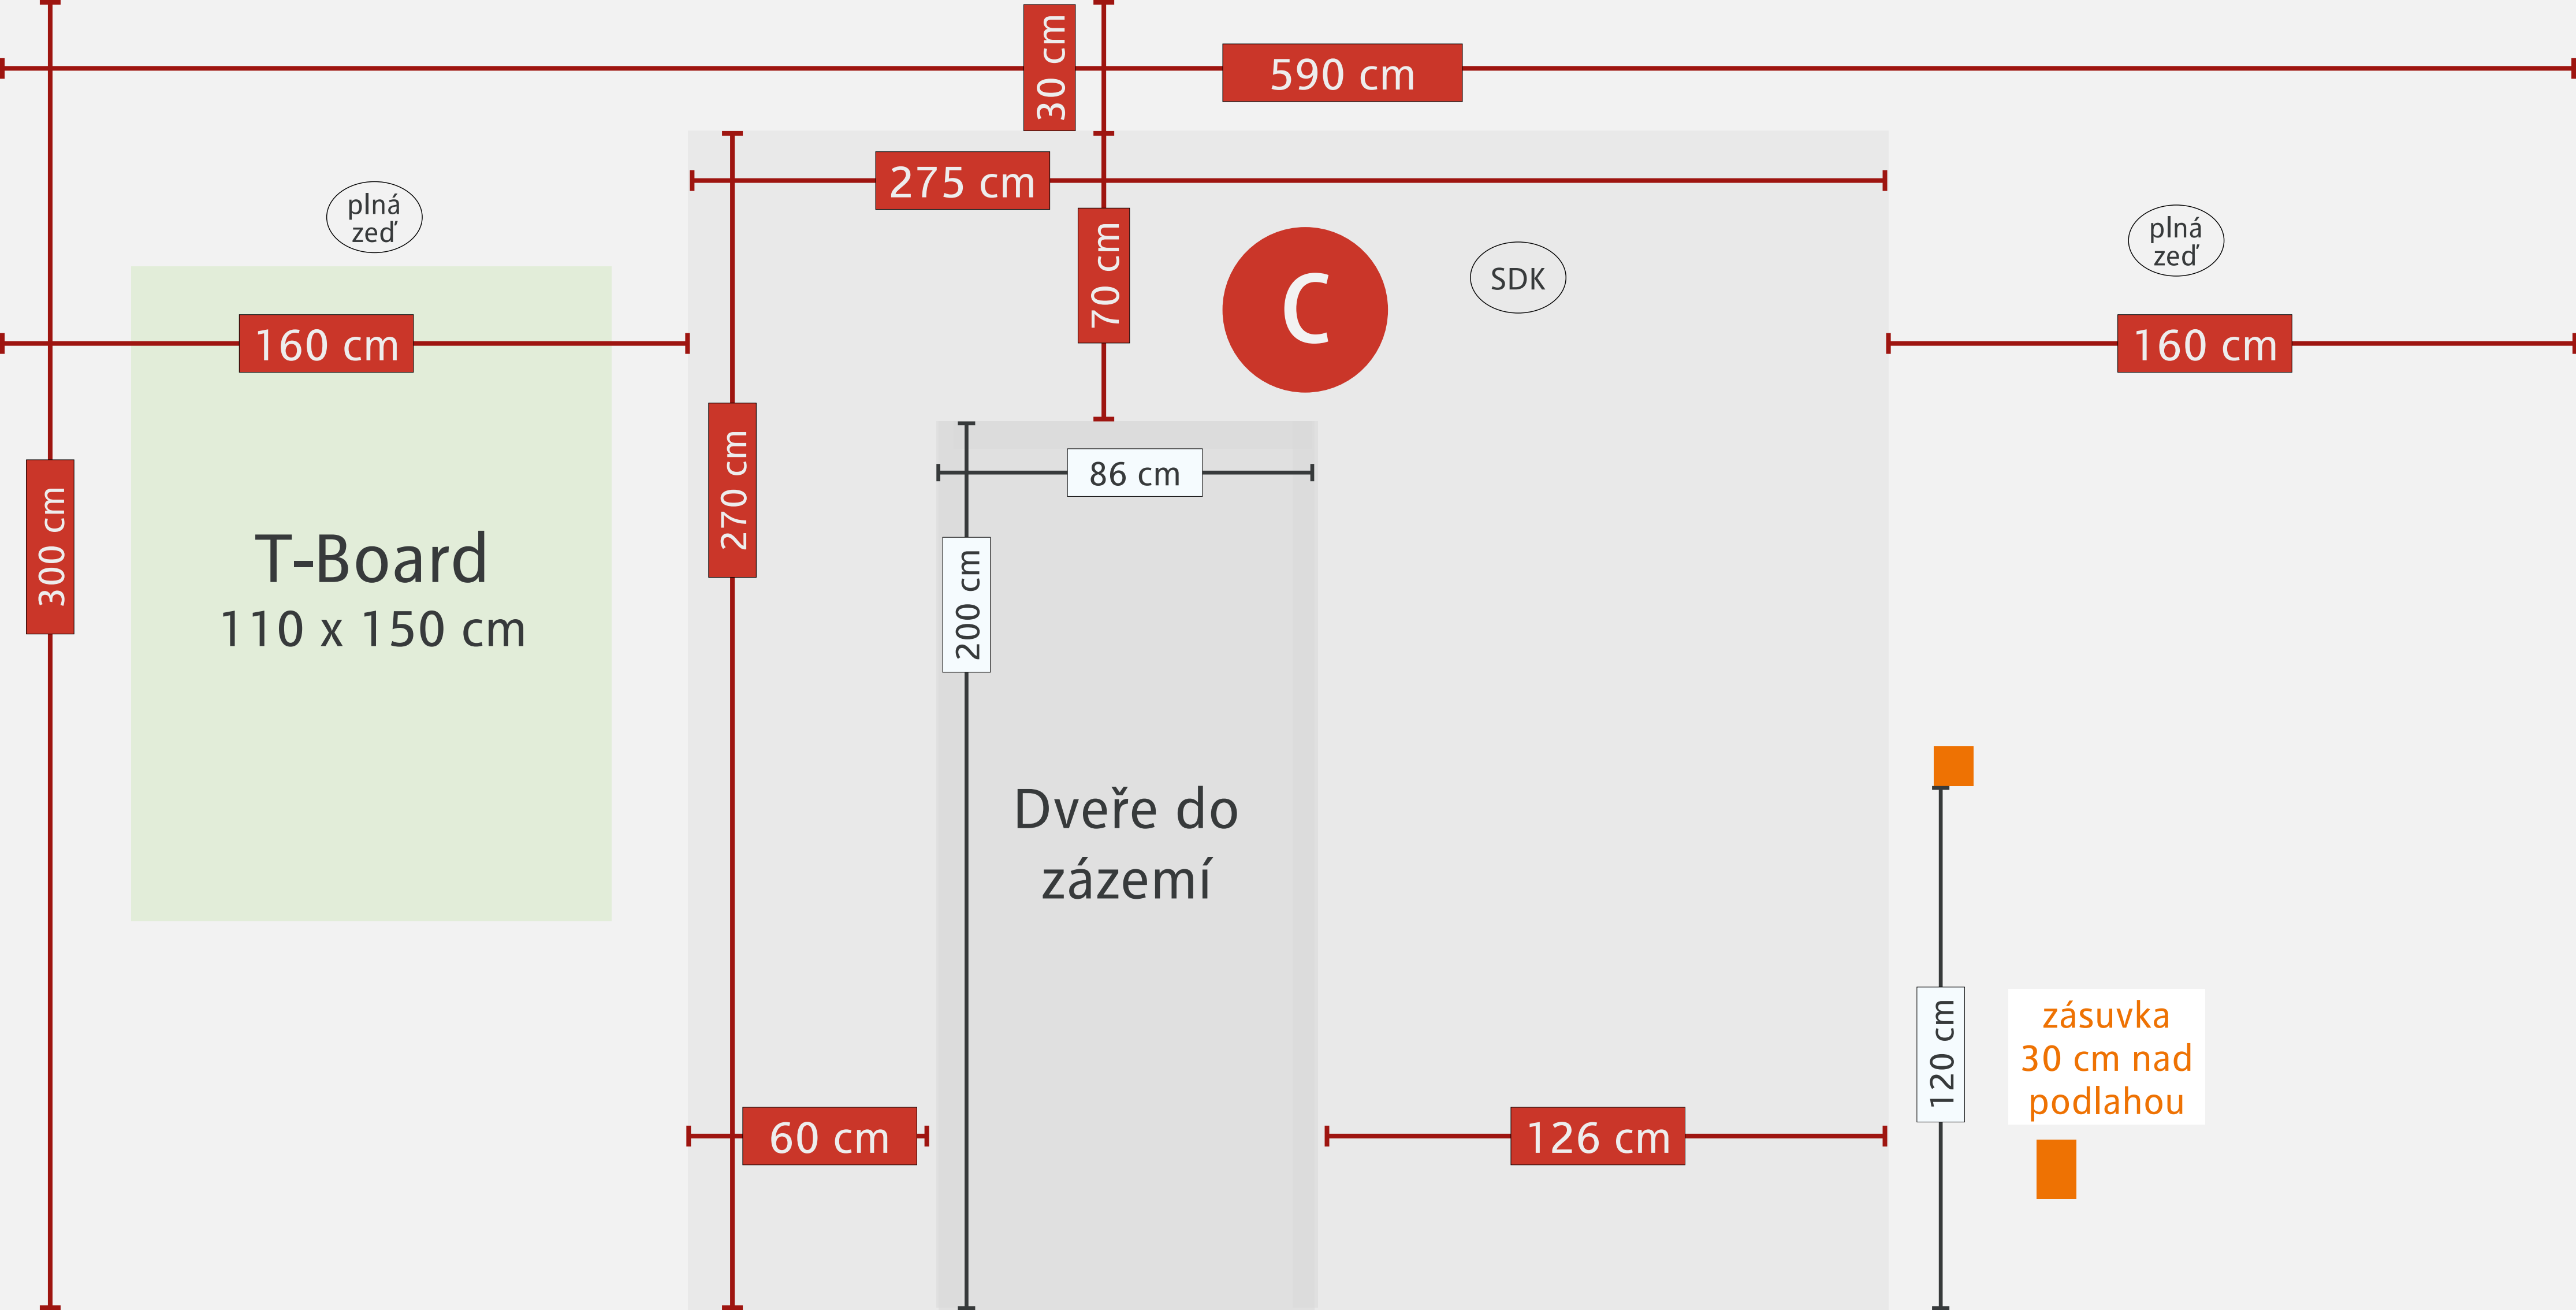 30 cm
590 cm
275 cm
plná
zeď
70 cm
C
SDK
plná
zeď
160 cm
160 cm
270 cm
86 cm
300 cm
T-Board
110 x 150 cm
200 cm
Dveře do
zázemí
120 cm
zásuvka
30 cm nad
podlahou
60 cm
126 cm